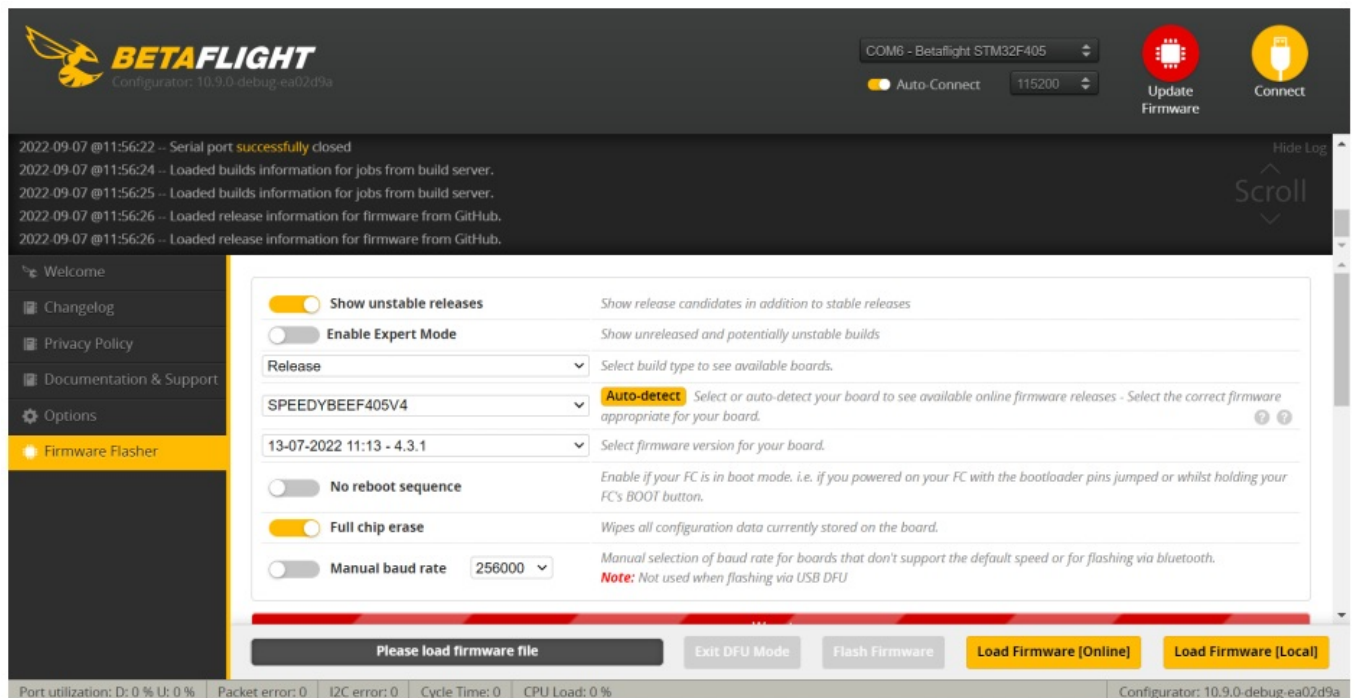 BETAFLIGHT
Configurator: 10.9.0-debug-ea02d9a
COM6 - Betaflight STM32F405
Auto-Connect 115200
Update Firmware
Connect
2022-09-07 @11:56:22 -- Serial port successfully closed
Hide Log
2022-09-07 @11:56:24 -- Loaded builds information for jobs from build server.
2022-09-07 @11:56:25 -- Loaded builds information for jobs from build server.
Scroll
2022-09-07 @11:56:26 -- Loaded release information for firmware from GitHub.
2022-09-07 @11:56:26 -- Loaded release information for firmware from GitHub.
Welcome
Changelog
Privacy Policy
Documentation & Support
Options
Firmware Flasher
Show unstable releases
Show release candidates in addition to stable releases
Enable Expert Mode
Show unreleased and potentially unstable builds
Release
Select build type to see available boards.
SPEEDYBEEF405V4
Auto-detect Select or auto-detect your board to see available online firmware releases - Select the correct firmware
appropriate for your board.
13-07-2022 11:13 - 4.3.1
Select firmware version for your board.
No reboot sequence
Enable if your FC is in boot mode. i.e. if you powered on your FC with the bootloader pins jumped or whilst holding your
FC's BOOT button.
Full chip erase
Wipes all configuration data currently stored on the board.
Manual baud rate 256000
Manual selection of baud rate for boards that don't support the default speed or for flashing via bluetooth.
Note: Not used when flashing via USB DFU
Please load firmware file
Exit DFU Mode
Flash Firmware
Load Firmware [Online]
Load Firmware [Local]
Port utilization: D: 0 % U: 0 %
Packet error: 0
I2C error: 0
Cycle Time: 0
CPU Load: 0 %
Configurator: 10.9.0-debug-ea02d9a